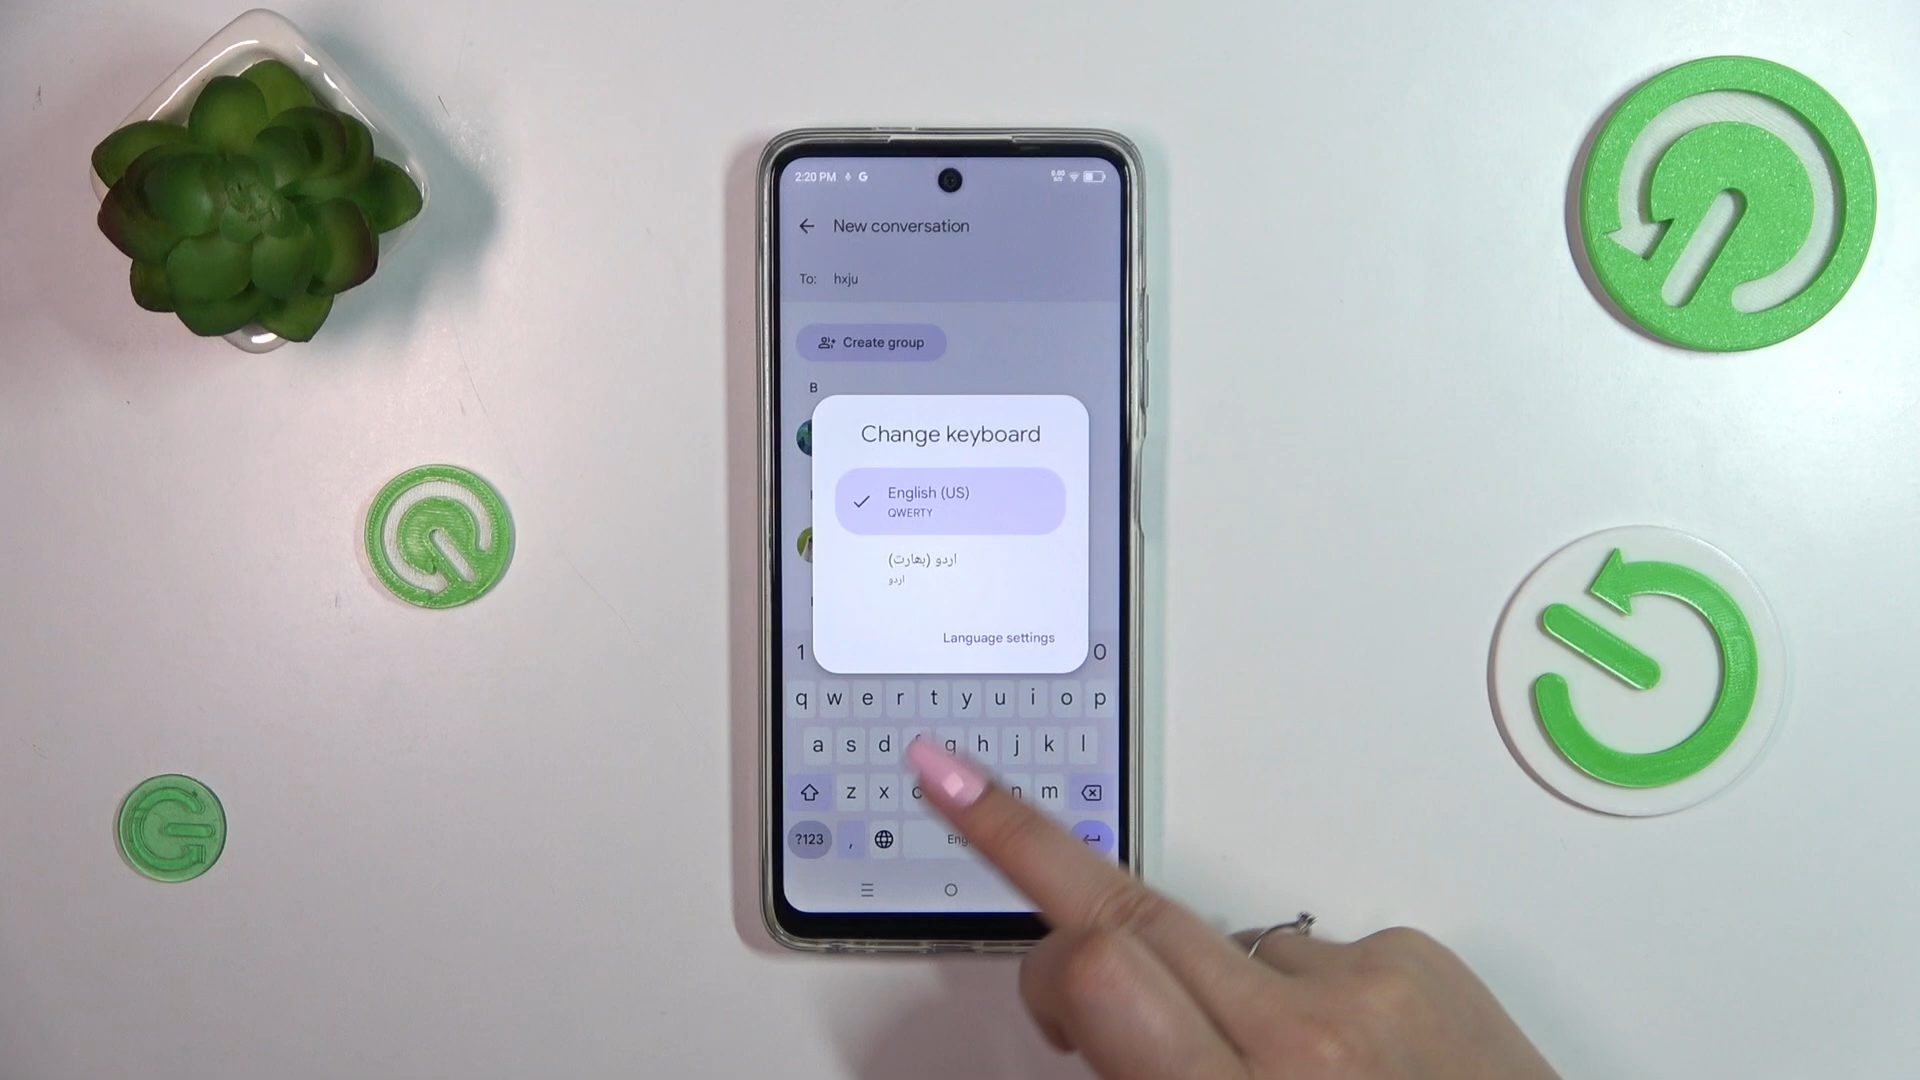 2:20 PM G
New conversation
To: hxju
Create group
B
Change keyboard
English (US)
QWERTY
اردو (بھارت)
اردو
Language settings
1 0
q w e r t y u i o p
a s d g h j k l
z x c n m
?123 , Eng